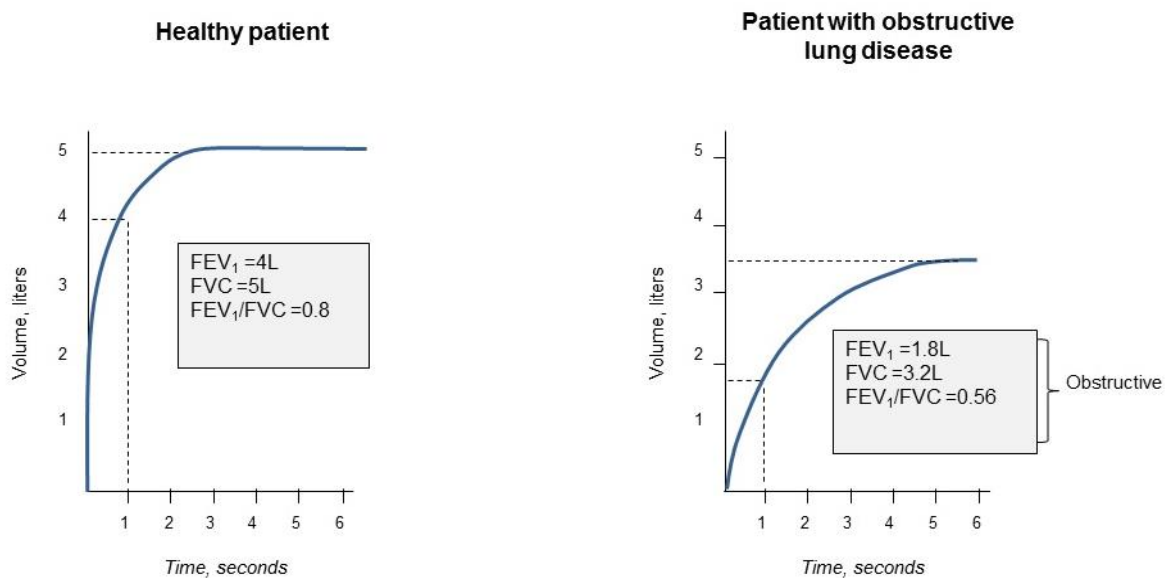 Healthy patient
Volume, liters
5
4
3
2
1
FEV₁ =4L
FVC =5L
FEV₁/FVC =0.8
1 2 3 4 5 6
Time, seconds
Patient with obstructive
lung disease
Volume, liters
5
4
3
2
1
FEV₁ =1.8L
FVC =3.2L
FEV₁/FVC =0.56
Obstructive
1 2 3 4 5 6
Time, seconds